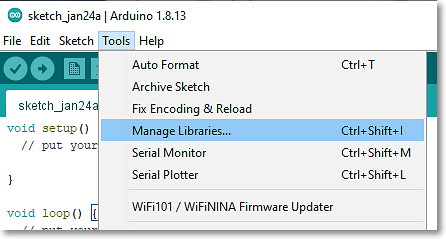 sketch_jan24a | Arduino 1.8.13
File Edit Sketch Tools Help
Auto Format Ctrl+T
Archive Sketch
sketch_jan24a
Fix Encoding & Reload
void setup()
Manage Libraries... Ctrl+Shift+I
// put your
Serial Monitor Ctrl+Shift+M
Serial Plotter Ctrl+Shift+L
}
WiFi101 / WiFiNINA Firmware Updater
void loop() {
// put your